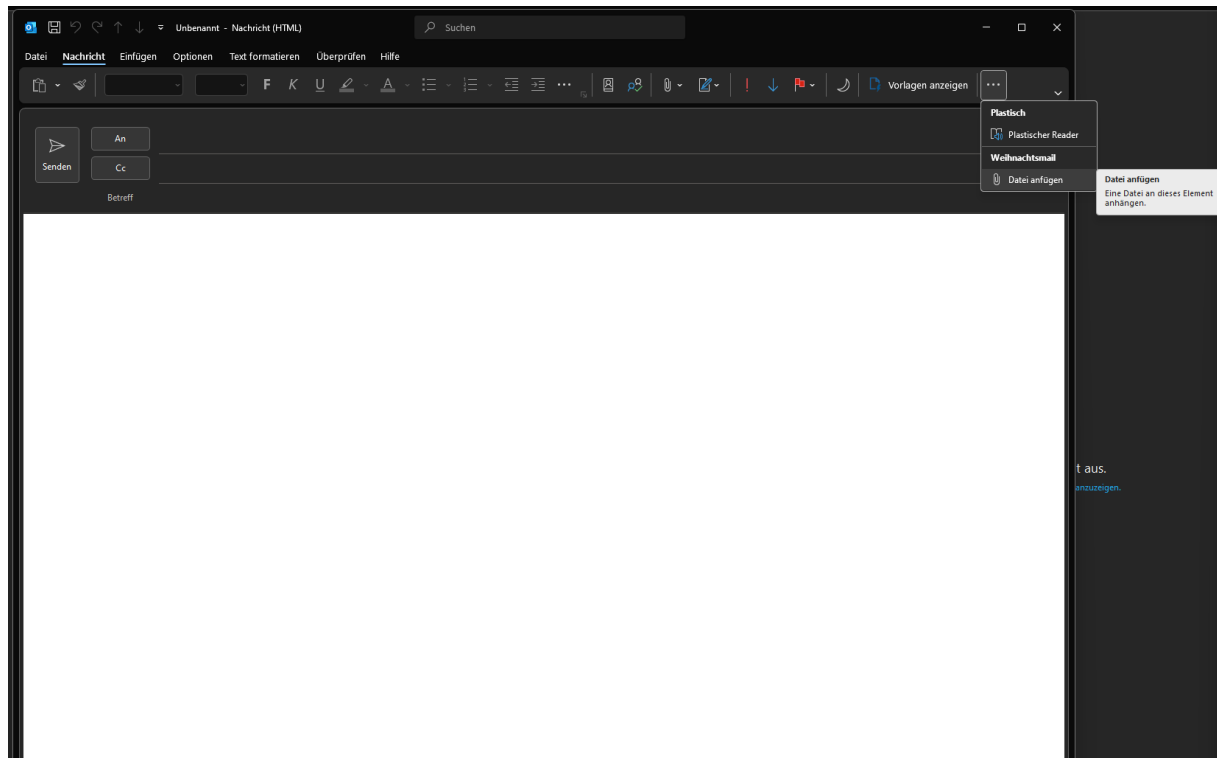 Unbenannt - Nachricht (HTML)
Suchen
Datei Nachricht Einfügen Optionen Text formatieren Überprüfen Hilfe
F K U A Vorlagen anzeigen
Plastisch
Plastischer Reader
Weihnachtsmail
Datei anfügen
Datei anfügen
Eine Datei an dieses Element
anhängen.
Senden
An
Cc
Betreff
t aus.
anzuzeigen.